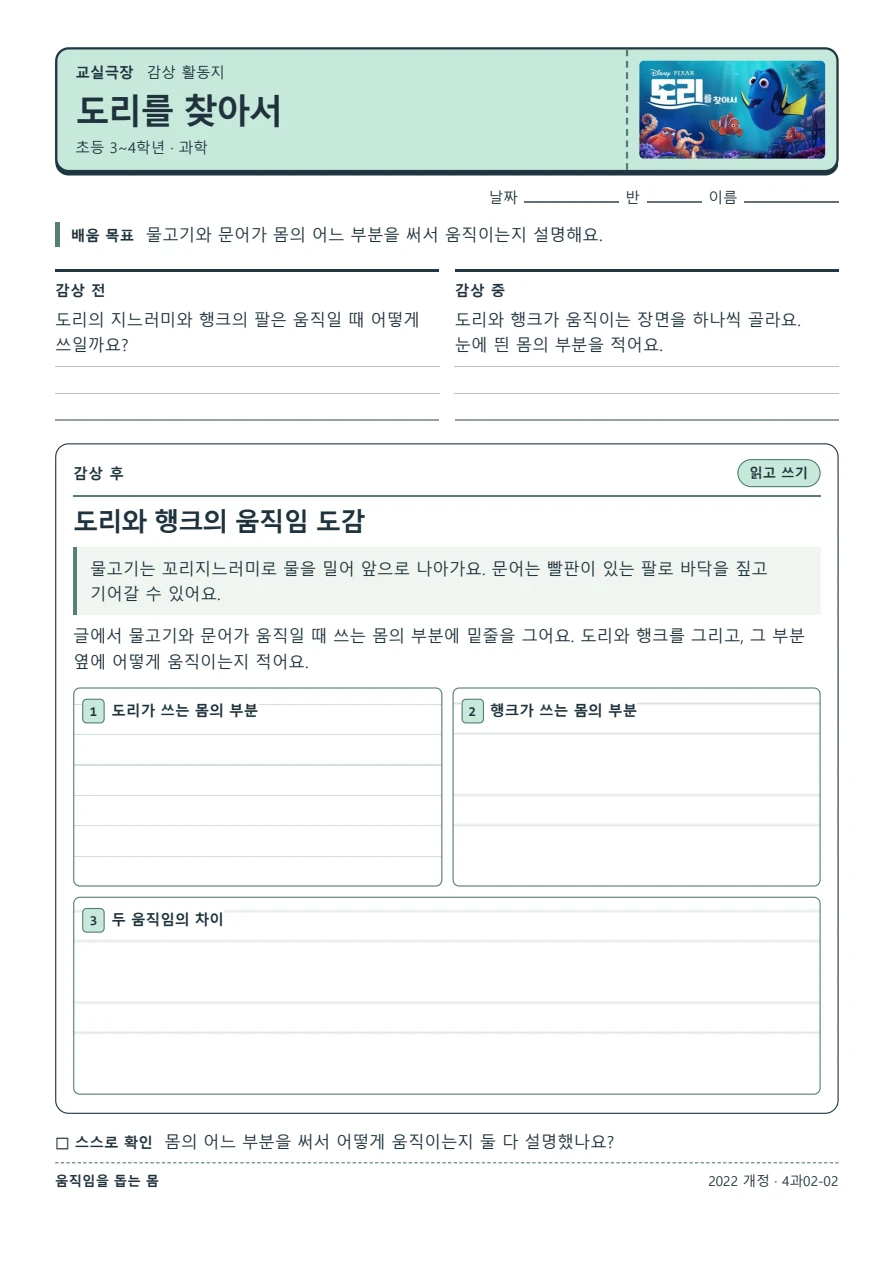 교실극장 감상 활동지
도리를 찾아서
초등 3~4학년 · 과학
Disney PIXAR
도리를 찾아서
날짜 반 이름
배움 목표 물고기와 문어가 몸의 어느 부분을 써서 움직이는지 설명해요.
감상 전
도리의 지느러미와 행크의 팔은 움직일 때 어떻게
쓰일까요?
감상 중
도리와 행크가 움직이는 장면을 하나씩 골라요.
눈에 띈 몸의 부분을 적어요.
감상 후
읽고 쓰기
도리와 행크의 움직임 도감
물고기는 꼬리지느러미로 물을 밀어 앞으로 나아가요. 문어는 빨판이 있는 팔로 바닥을 짚고
기어갈 수 있어요.
글에서 물고기와 문어가 움직일 때 쓰는 몸의 부분에 밑줄을 그어요. 도리와 행크를 그리고, 그 부분
옆에 어떻게 움직이는지 적어요.
1 도리가 쓰는 몸의 부분
2 행크가 쓰는 몸의 부분
3 두 움직임의 차이
□ 스스로 확인 몸의 어느 부분을 써서 어떻게 움직이는지 둘 다 설명했나요?
움직임을 돕는 몸
2022 개정 · 4과02-02